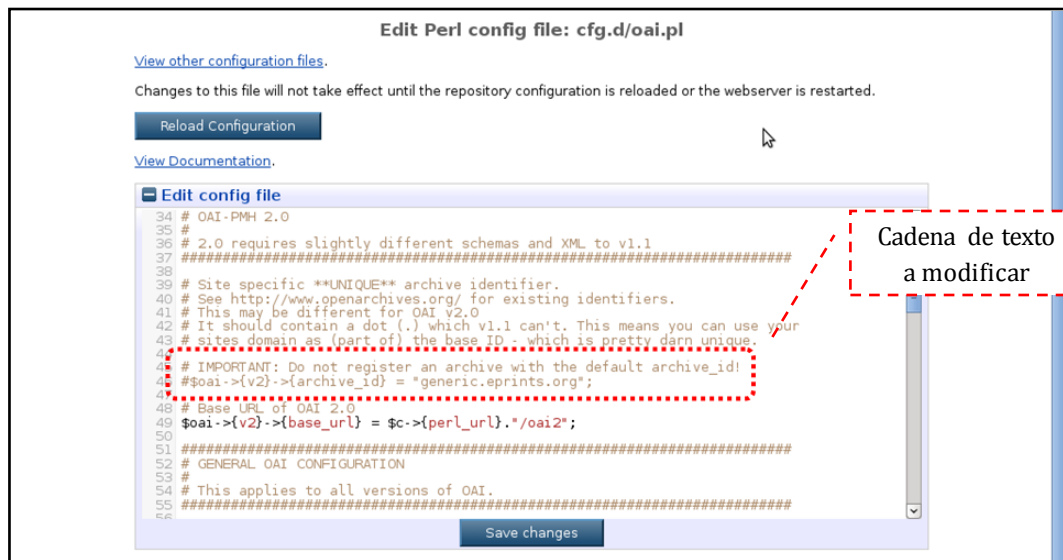 Edit Perl config file: cfg.d/oai.pl
View other configuration files.
Changes to this file will not take effect until the repository configuration is reloaded or the webserver is restarted.
Reload Configuration
View Documentation.
Edit config file
34 # OAI-PMH 2.0
35 #
36 # 2.0 requires slightly different schemas and XML to v1.1
37 ##########################################################################
38
39 # Site specific **UNIQUE** archive identifier.
40 # See http://www.openarchives.org/ for existing identifiers.
41 # This may be different for OAI v2.0
42 # It should contain a dot (.) which v1.1 can't. This means you can use your
43 # sites domain as (part of) the base ID - which is pretty darn unique.
44
45 # IMPORTANT: Do not register an archive with the default archive_id!
46 #$oai->{v2}->{archive_id} = "generic.eprints.org";
47
48 # Base URL of OAI 2.0
49 $oai->{v2}->{base_url} = $c->{perl_url}."/oai2";
50
51 ##########################################################################
52 # GENERAL OAI CONFIGURATION
53 #
54 # This applies to all versions of OAI.
55 ##########################################################################
56
Save changes
Cadena de texto
a modificar